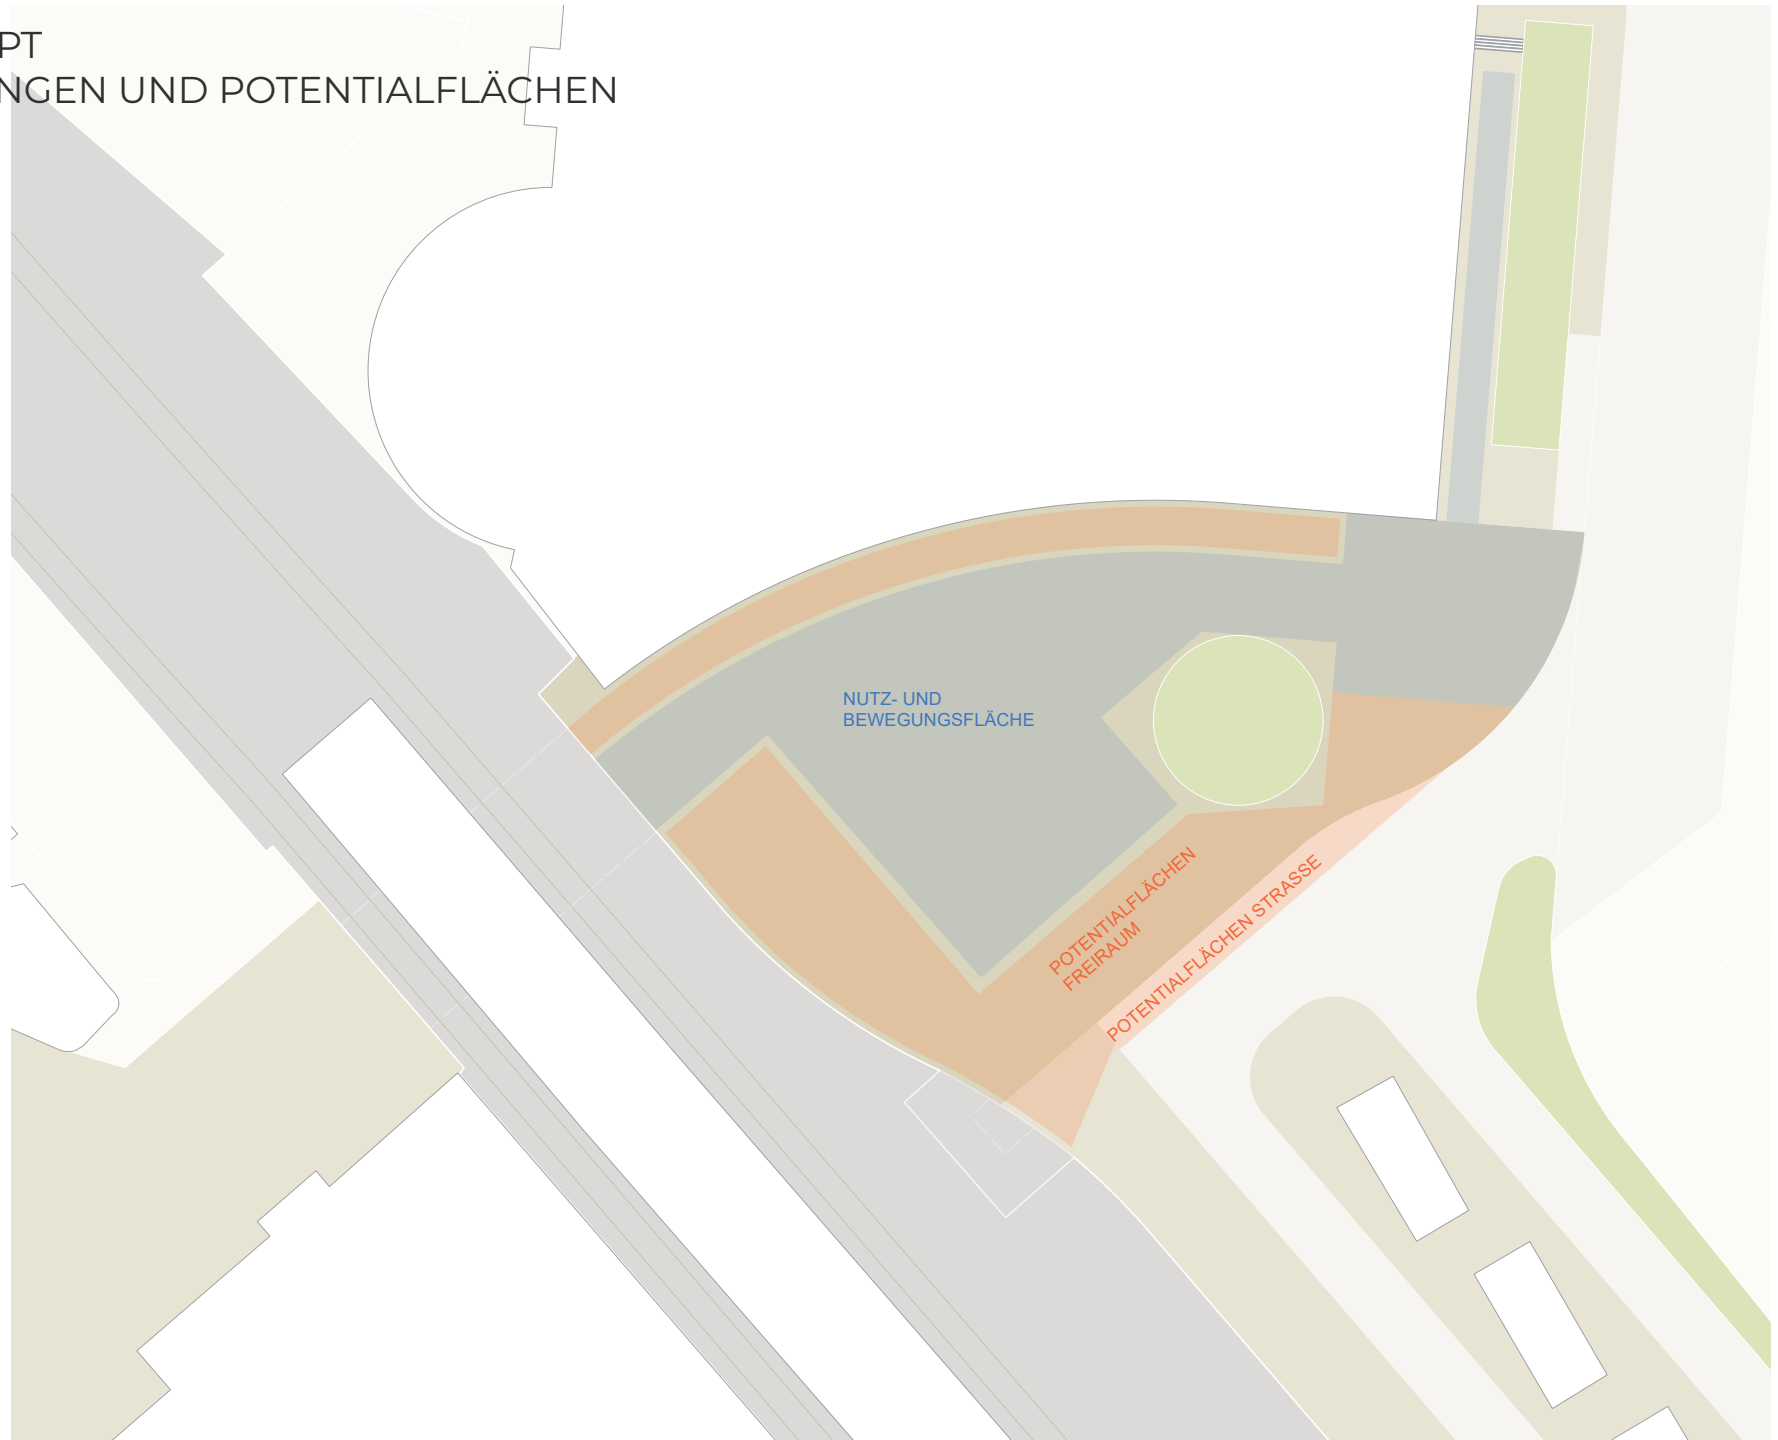 PT
NGEN UND POTENTIALFLÄCHEN
NUTZ- UND
BEWEGUNGSFLÄCHE
POTENTIALFLÄCHEN
FREIRAUM
POTENTIALFLÄCHEN STRASSE